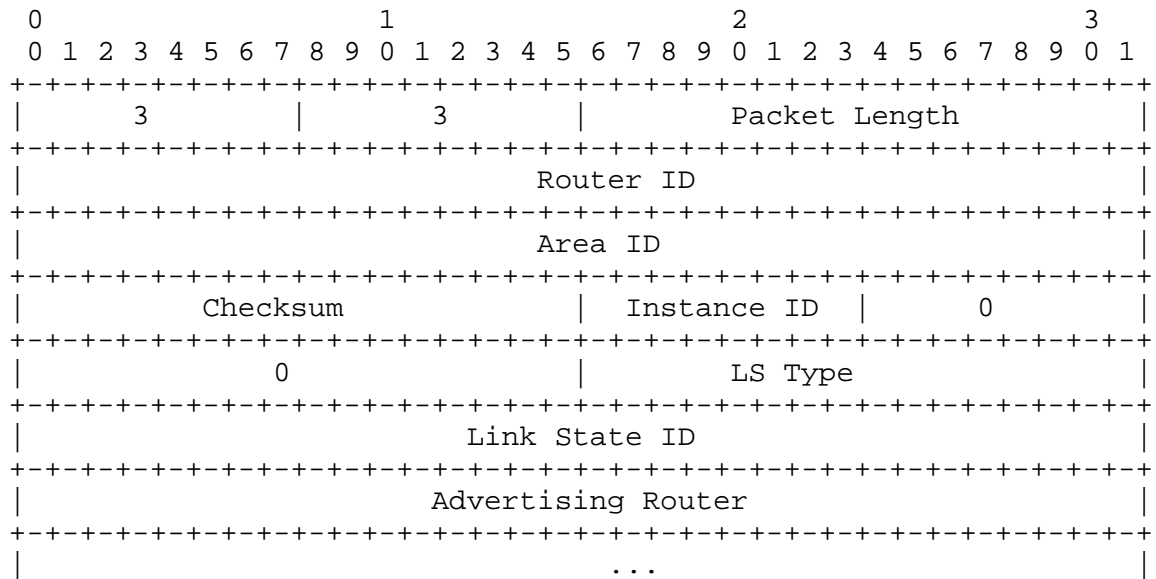 0                   1                   2                   3
 0 1 2 3 4 5 6 7 8 9 0 1 2 3 4 5 6 7 8 9 0 1 2 3 4 5 6 7 8 9 0 1
+-+-+-+-+-+-+-+-+-+-+-+-+-+-+-+-+-+-+-+-+-+-+-+-+-+-+-+-+-+-+-+-+
|      3        |       3       |        Packet Length          |
+-+-+-+-+-+-+-+-+-+-+-+-+-+-+-+-+-+-+-+-+-+-+-+-+-+-+-+-+-+-+-+-+
|                             Router ID                         |
+-+-+-+-+-+-+-+-+-+-+-+-+-+-+-+-+-+-+-+-+-+-+-+-+-+-+-+-+-+-+-+-+
|                             Area ID                           |
+-+-+-+-+-+-+-+-+-+-+-+-+-+-+-+-+-+-+-+-+-+-+-+-+-+-+-+-+-+-+-+-+
|          Checksum             |  Instance ID  |      0        |
+-+-+-+-+-+-+-+-+-+-+-+-+-+-+-+-+-+-+-+-+-+-+-+-+-+-+-+-+-+-+-+-+
|              0                |        LS Type                |
+-+-+-+-+-+-+-+-+-+-+-+-+-+-+-+-+-+-+-+-+-+-+-+-+-+-+-+-+-+-+-+-+
|                         Link State ID                         |
+-+-+-+-+-+-+-+-+-+-+-+-+-+-+-+-+-+-+-+-+-+-+-+-+-+-+-+-+-+-+-+-+
|                       Advertising Router                      |
+-+-+-+-+-+-+-+-+-+-+-+-+-+-+-+-+-+-+-+-+-+-+-+-+-+-+-+-+-+-+-+-+
|                                 ...                           |